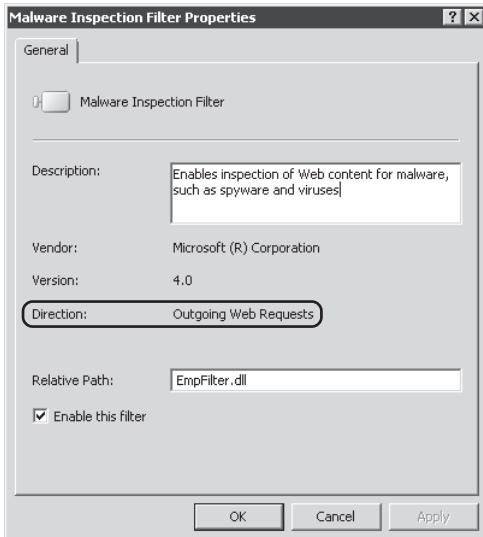 Malware Inspection Filter Properties
General
Malware Inspection Filter
Description:
Enables inspection of Web content for malware,
such as spyware and viruses
Vendor: Microsoft (R) Corporation
Version: 4.0
Direction: Outgoing Web Requests
Relative Path: EmpFilter.dll
Enable this filter
OK Cancel Apply